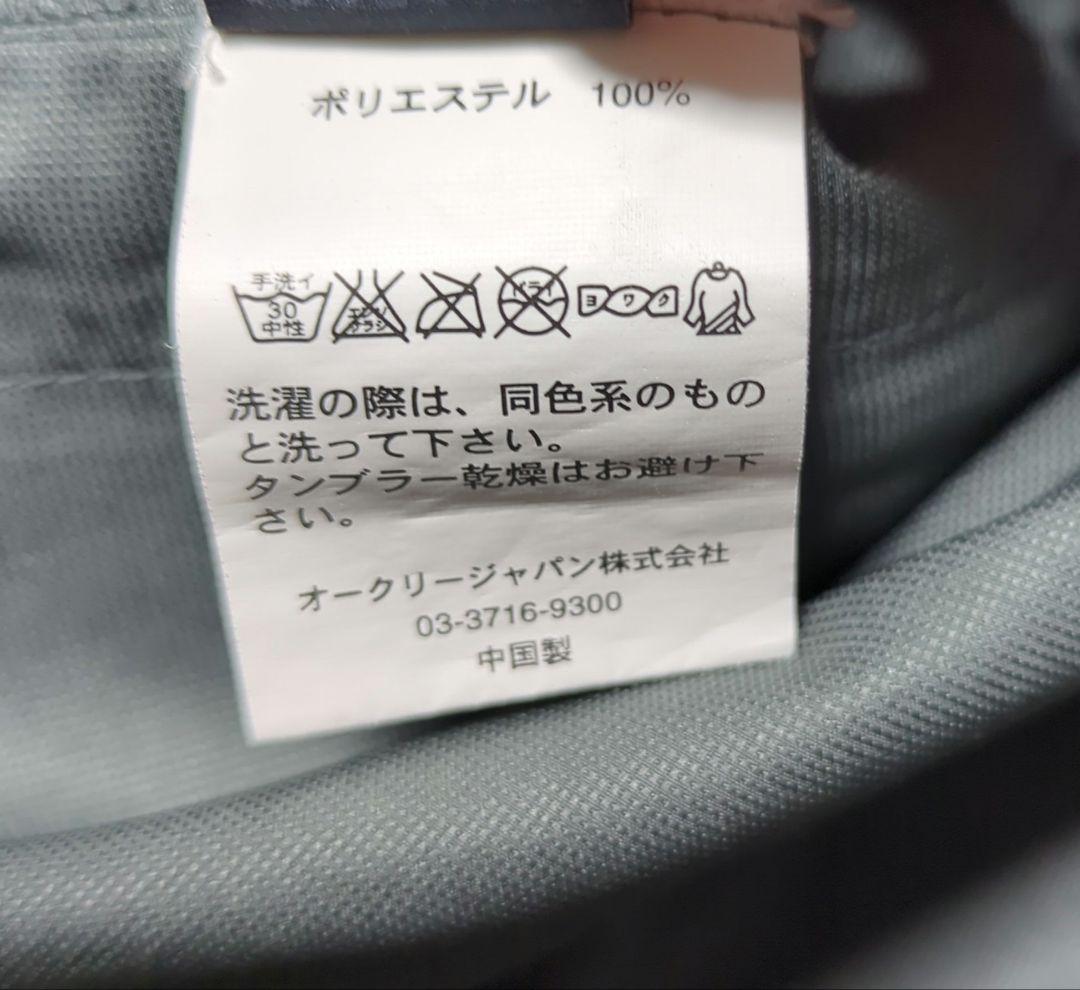 ポリエステル 100%
手洗イ 30 中性 エンソ サラシ ドライ ヨワク
洗濯の際は、同色系のもの
と洗って下さい。
タンブラー乾燥はお避け下
さい。
オークリージャパン株式会社
03-3716-9300
中国製